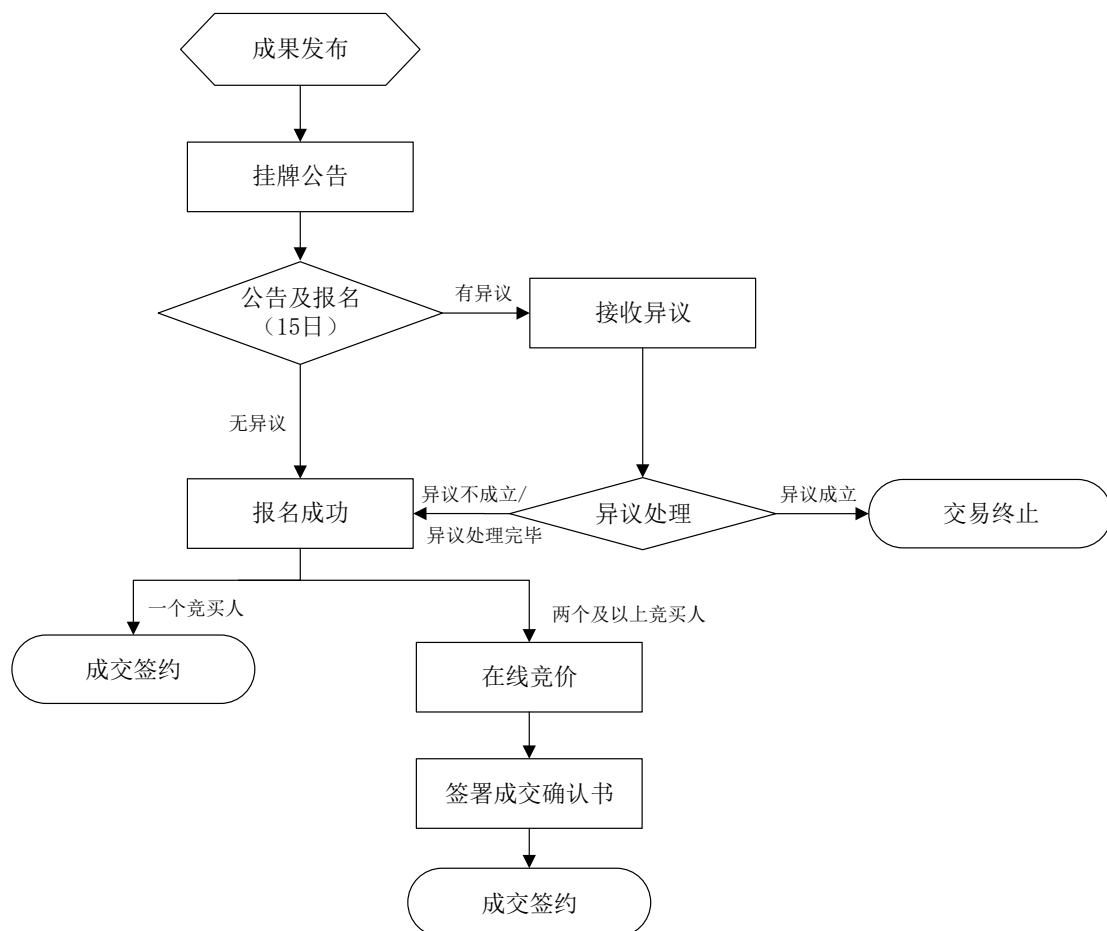 成果发布
挂牌公告
公告及报名
（15日）
有异议
接收异议
无异议
报名成功
异议不成立/
异议处理完毕
异议处理
异议成立
交易终止
一个竞买人
两个及以上竞买人
成交签约
在线竞价
签署成交确认书
成交签约